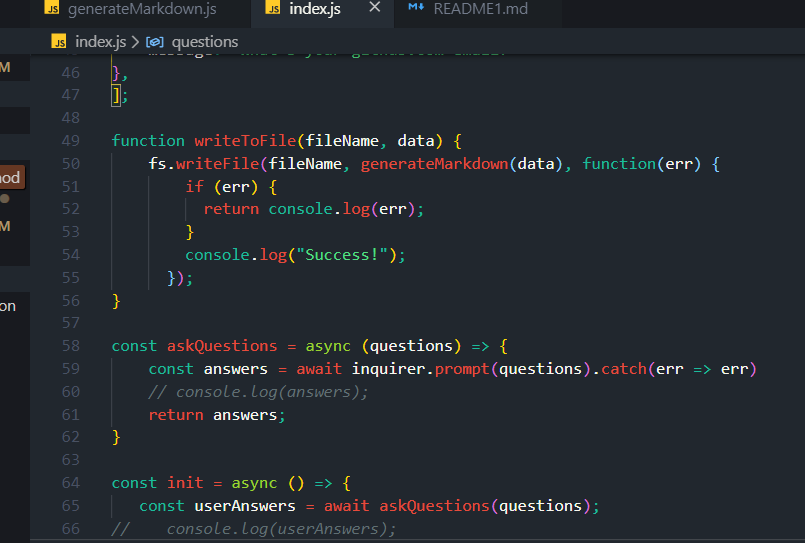 JS generateMarkdown.js
JS index.js ✕
M↓ README1.md
JS index.js > questions
46 },
47 ];
48
49 function writeToFile(fileName, data) {
50 fs.writeFile(fileName, generateMarkdown(data), function(err) {
51 if (err) {
52 return console.log(err);
53 }
54 console.log("Success!");
55 });
56 }
57
58 const askQuestions = async (questions) => {
59 const answers = await inquirer.prompt(questions).catch(err => err)
60 // console.log(answers);
61 return answers;
62 }
63
64 const init = async () => {
65 const userAnswers = await askQuestions(questions);
66 //    console.log(userAnswers);
M
nod
M
on